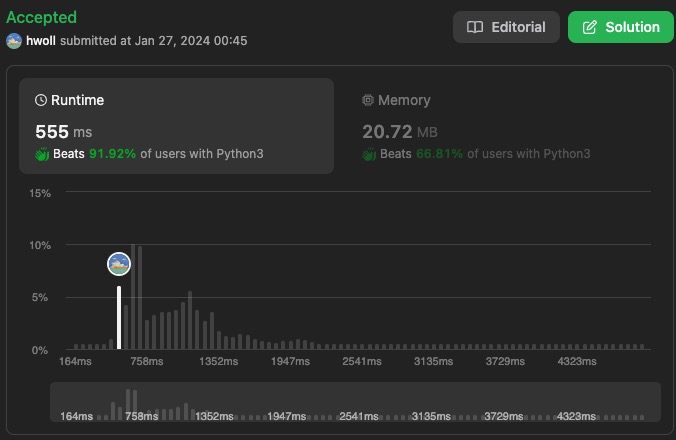 Accepted
Editorial
Solution
hwoll submitted at Jan 27, 2024 00:45
Runtime
Memory
555 ms
20.72 MB
Beats 91.92% of users with Python3
Beats 66.81% of users with Python3
15%
10%
5%
0%
164ms 758ms 1352ms 1947ms 2541ms 3135ms 3729ms 4323ms
164ms 758ms 1352ms 1947ms 2541ms 3135ms 3729ms 4323ms